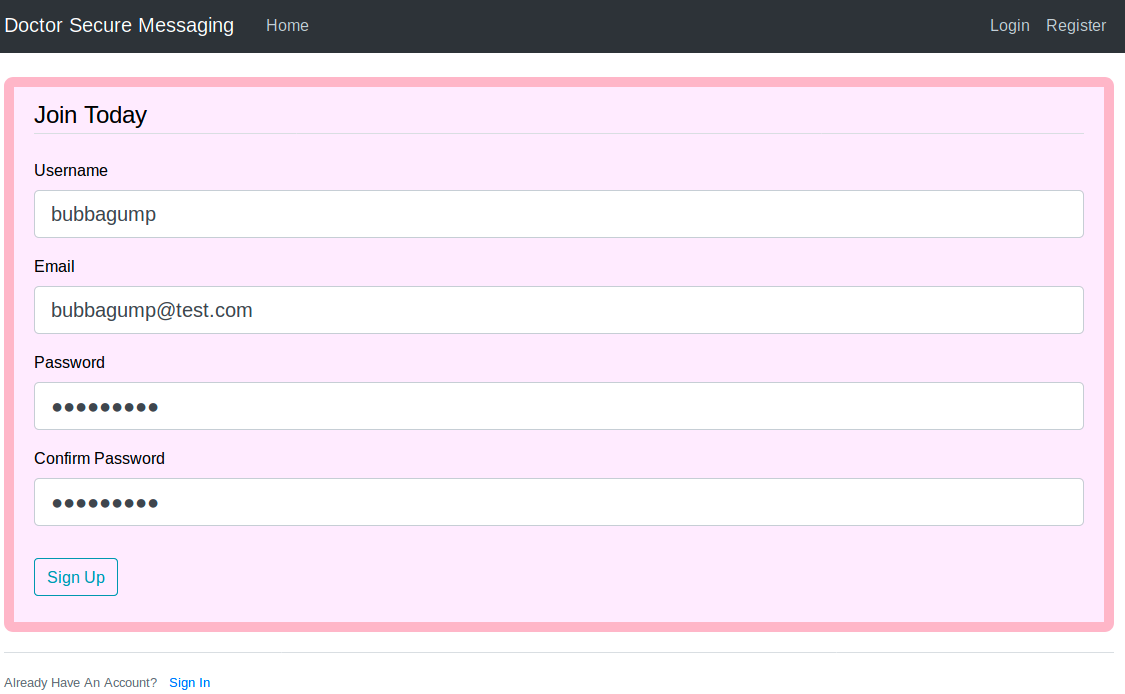 Doctor Secure Messaging Home Login Register
Join Today
Username
bubbagump
Email
bubbagump@test.com
Password
●●●●●●●●●
Confirm Password
●●●●●●●●●
Sign Up
Already Have An Account? Sign In